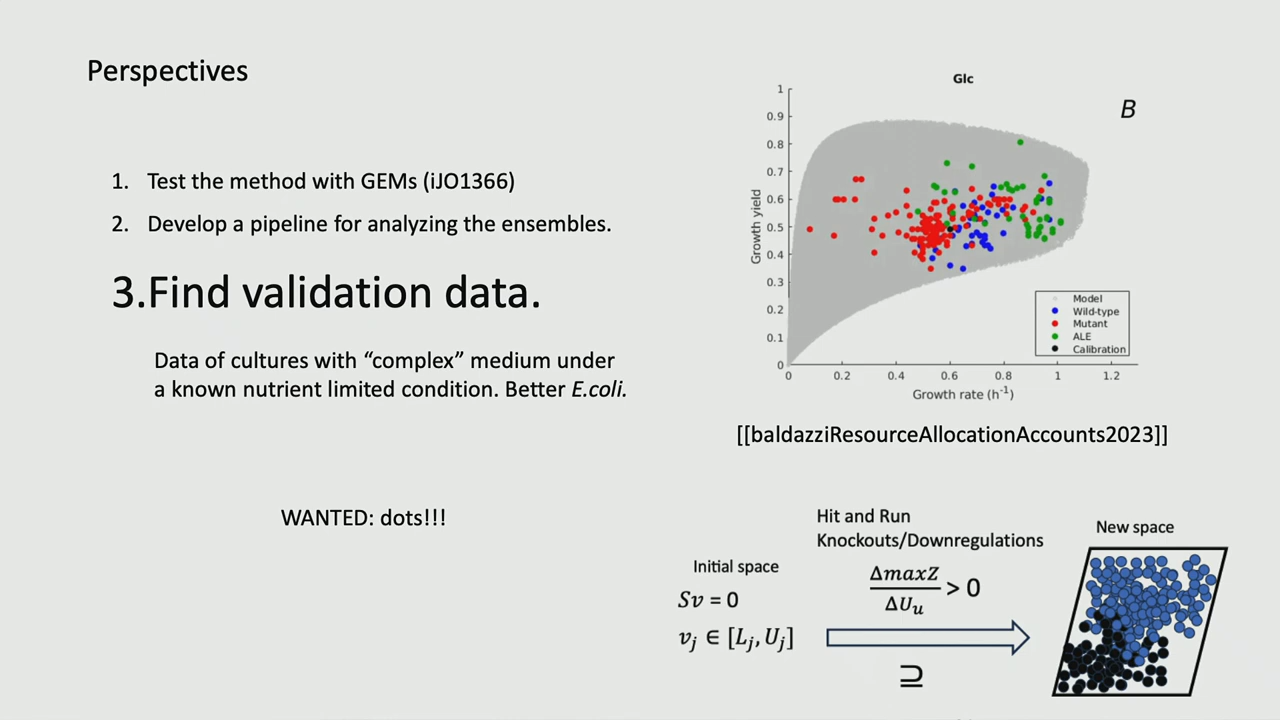 Perspectives
1. Test the method with GEMs (iJO1366)
2. Develop a pipeline for analyzing the ensembles.
3.Find validation data.
Data of cultures with “complex” medium under
a known nutrient limited condition. Better E.coli.
WANTED: dots!!!
Glc
B
Growth yield
1
0.9
0.8
0.7
0.6
0.5
0.4
0.3
0.2
0.1
0
0 0.2 0.4 0.6 0.8 1 1.2
Growth rate (h⁻¹)
Model
Wild-type
Mutant
ALE
Calibration
[[baldazziResourceAllocationAccounts2023]]
Initial space
Sv = 0
vⱼ ∈ [Lⱼ, Uⱼ]
Hit and Run
Knockouts/Downregulations
ΔmaxZ
ΔUᵤ
> 0
⊇
New space